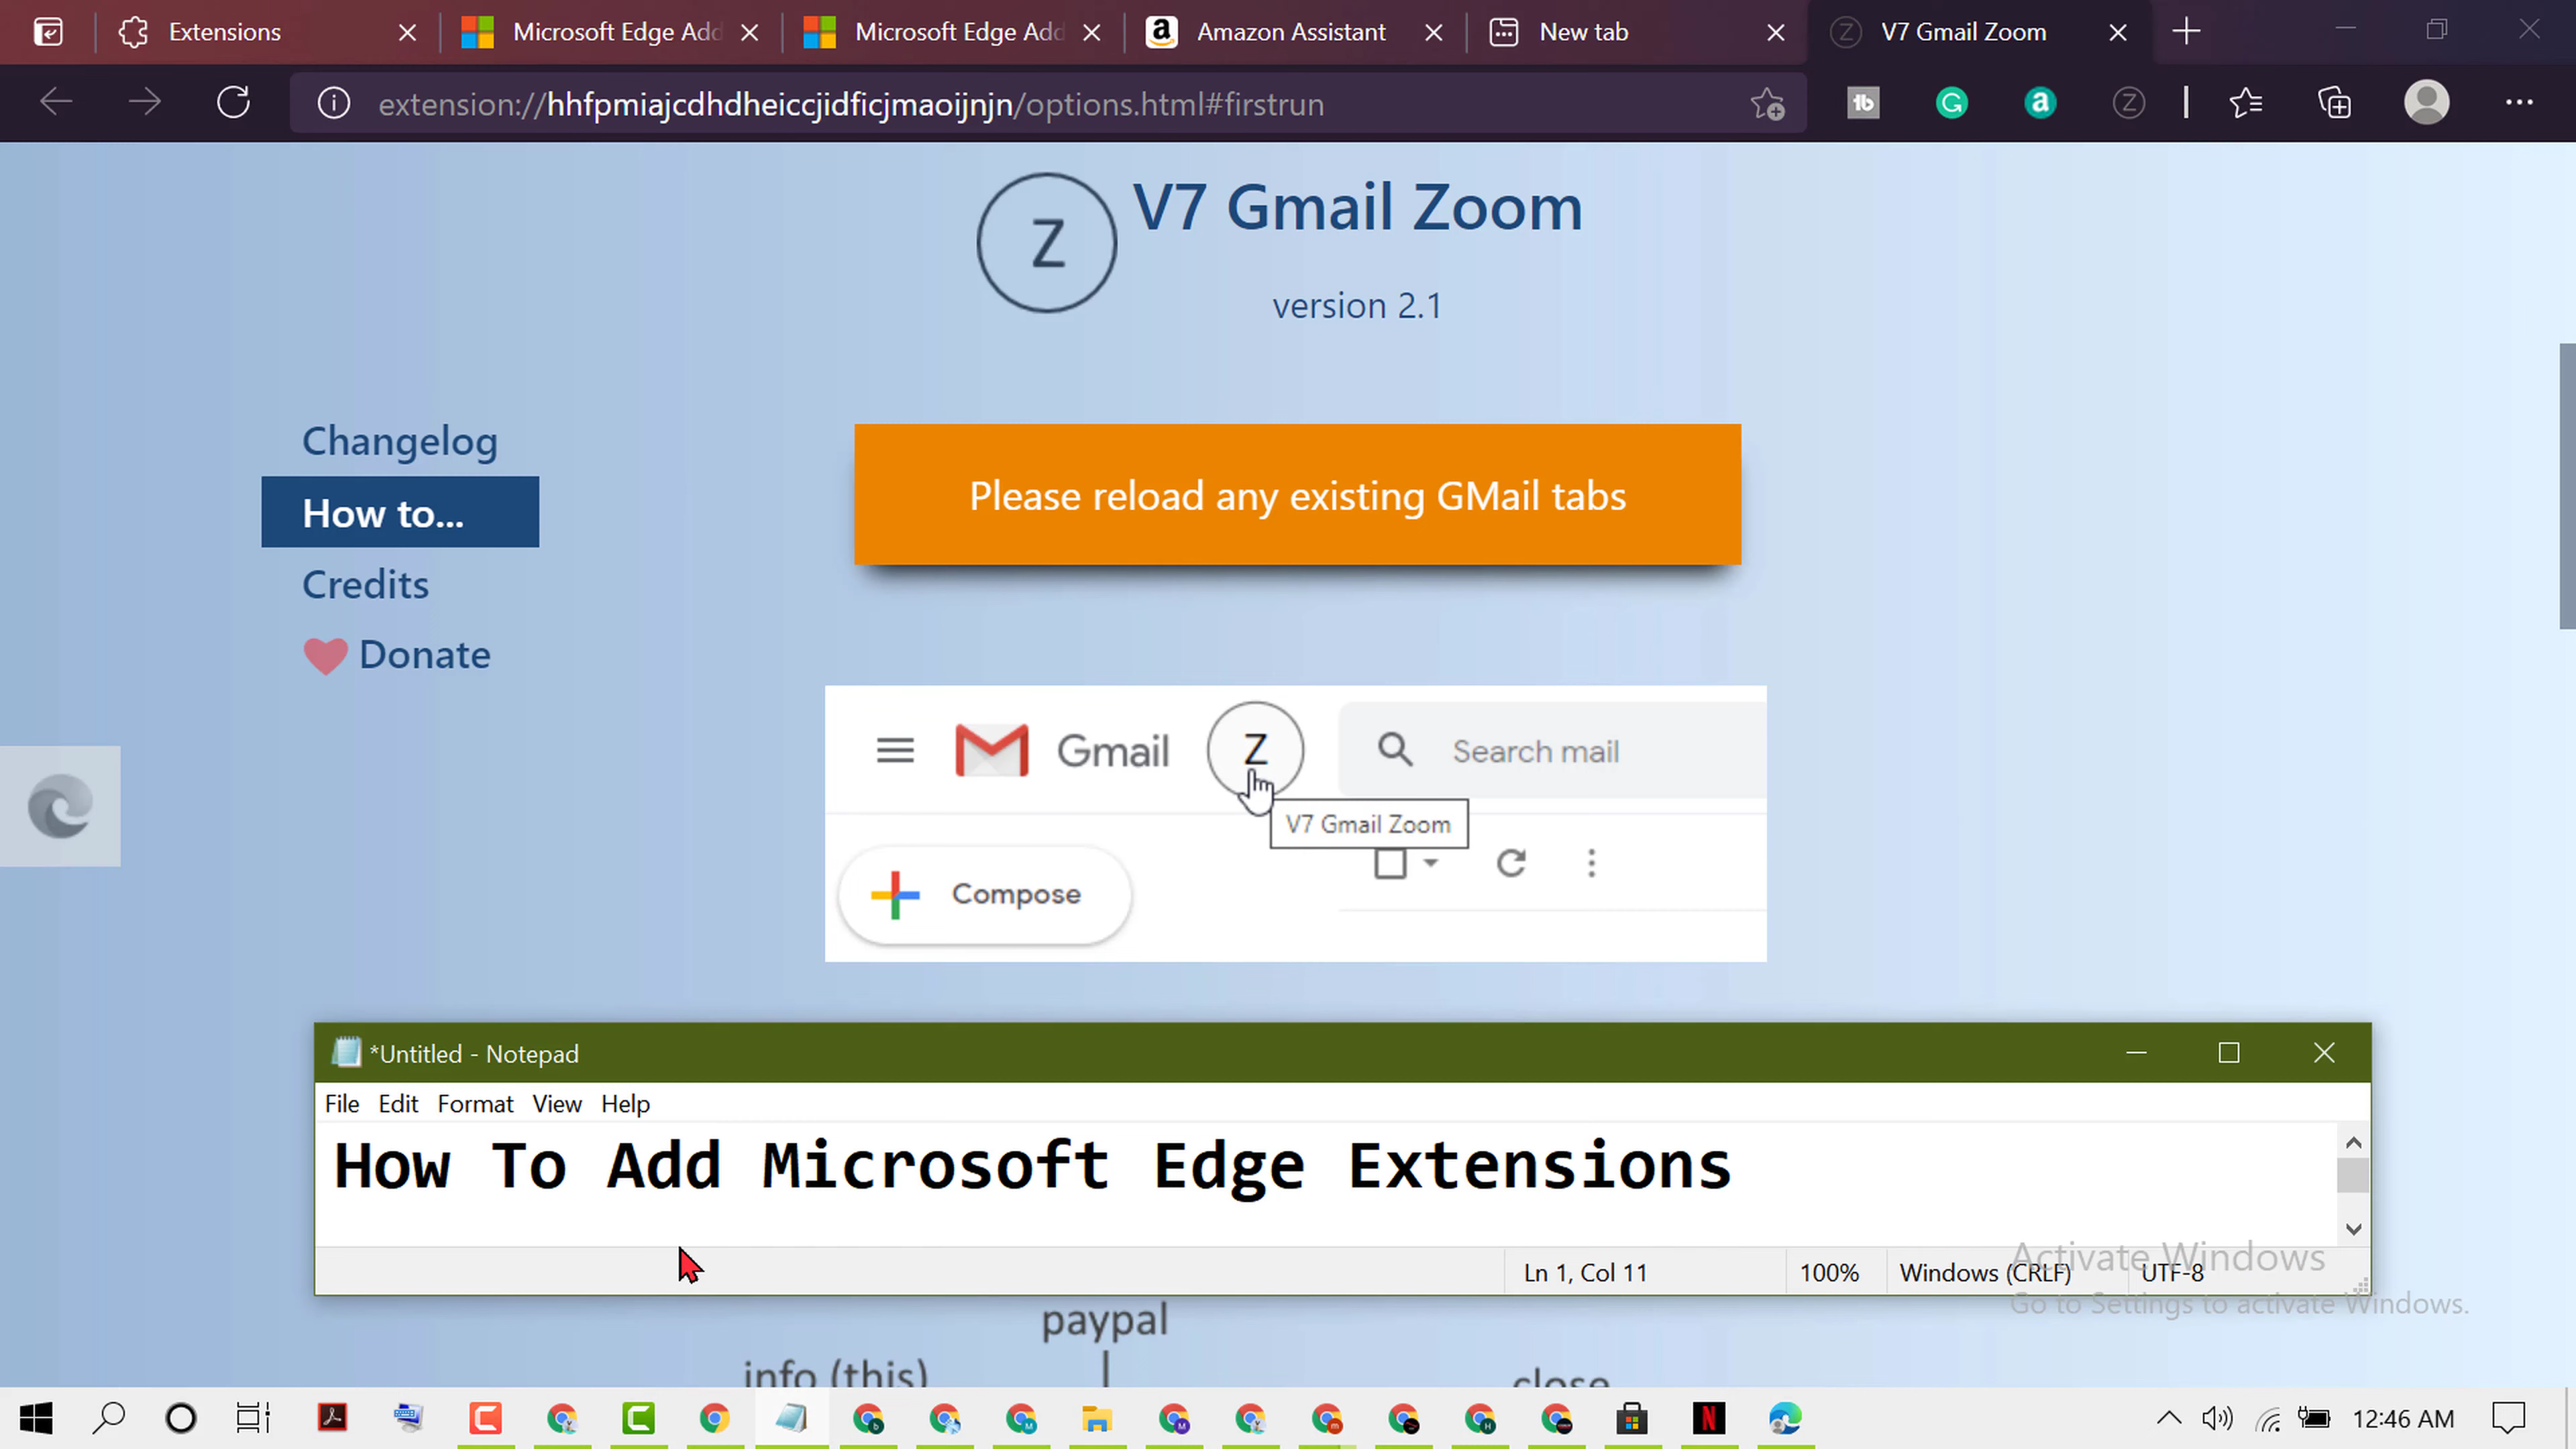 Extensions
Microsoft Edge Add
Microsoft Edge Add
Amazon Assistant
New tab
V7 Gmail Zoom
extension://hhfpmiajcdhdheiccjidficjmaoijnjn/options.html#firstrun
Z
V7 Gmail Zoom
version 2.1
Changelog
How to...
Credits
Donate
Please reload any existing GMail tabs
Gmail
Z
Search mail
V7 Gmail Zoom
Compose
*Untitled - Notepad
File Edit Format View Help
How To Add Microsoft Edge Extensions
Ln 1, Col 11
100%
Windows (CRLF)
UTF-8
Activate Windows
Go to Settings to activate Windows.
paypal
info (this)
close
12:46 AM